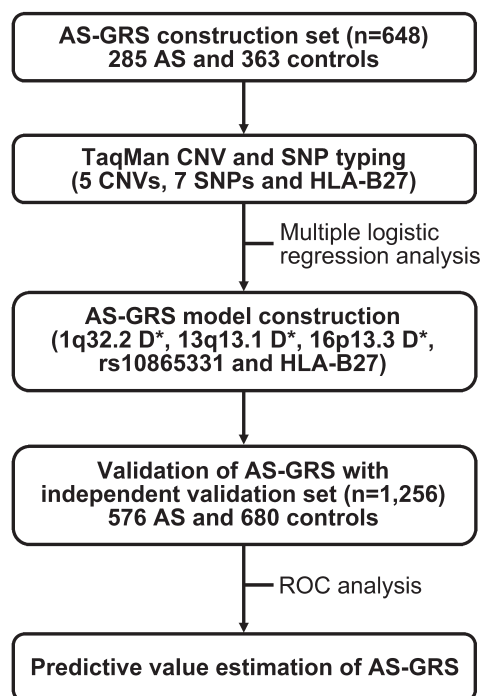 AS-GRS construction set (n=648)
285 AS and 363 controls
TaqMan CNV and SNP typing
(5 CNVs, 7 SNPs and HLA-B27)
Multiple logistic
regression analysis
AS-GRS model construction
(1q32.2 D*, 13q13.1 D*, 16p13.3 D*,
rs10865331 and HLA-B27)
Validation of AS-GRS with
independent validation set (n=1,256)
576 AS and 680 controls
ROC analysis
Predictive value estimation of AS-GRS